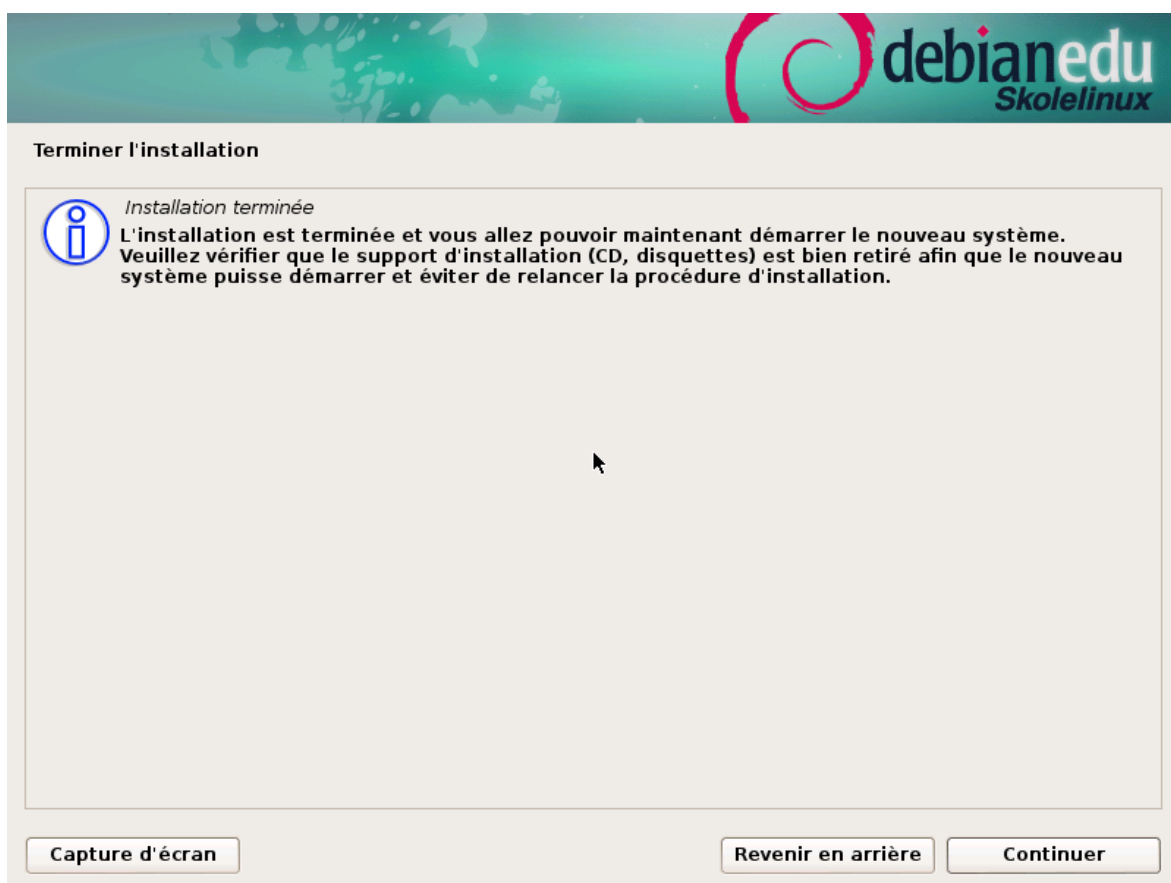 debianedu
Skolelinux
Terminer l'installation
Installation terminée
L'installation est terminée et vous allez pouvoir maintenant démarrer le nouveau système.
Veuillez vérifier que le support d'installation (CD, disquettes) est bien retiré afin que le nouveau
système puisse démarrer et éviter de relancer la procédure d'installation.
Capture d'écran
Revenir en arrière
Continuer